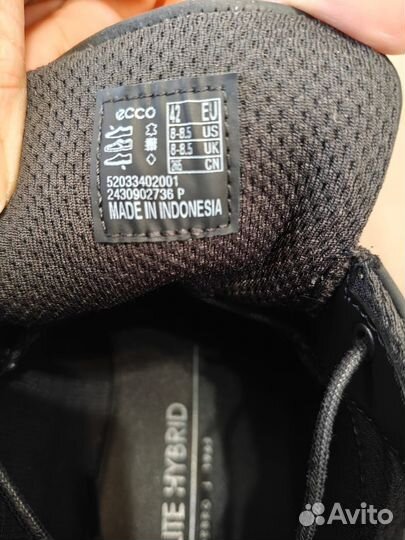 ecco
42 EU
8-8.5 US
8-8.5 UK
265 CN
52033402001
2430902736 P
MADE IN INDONESIA
LITE HYBRID
Avito